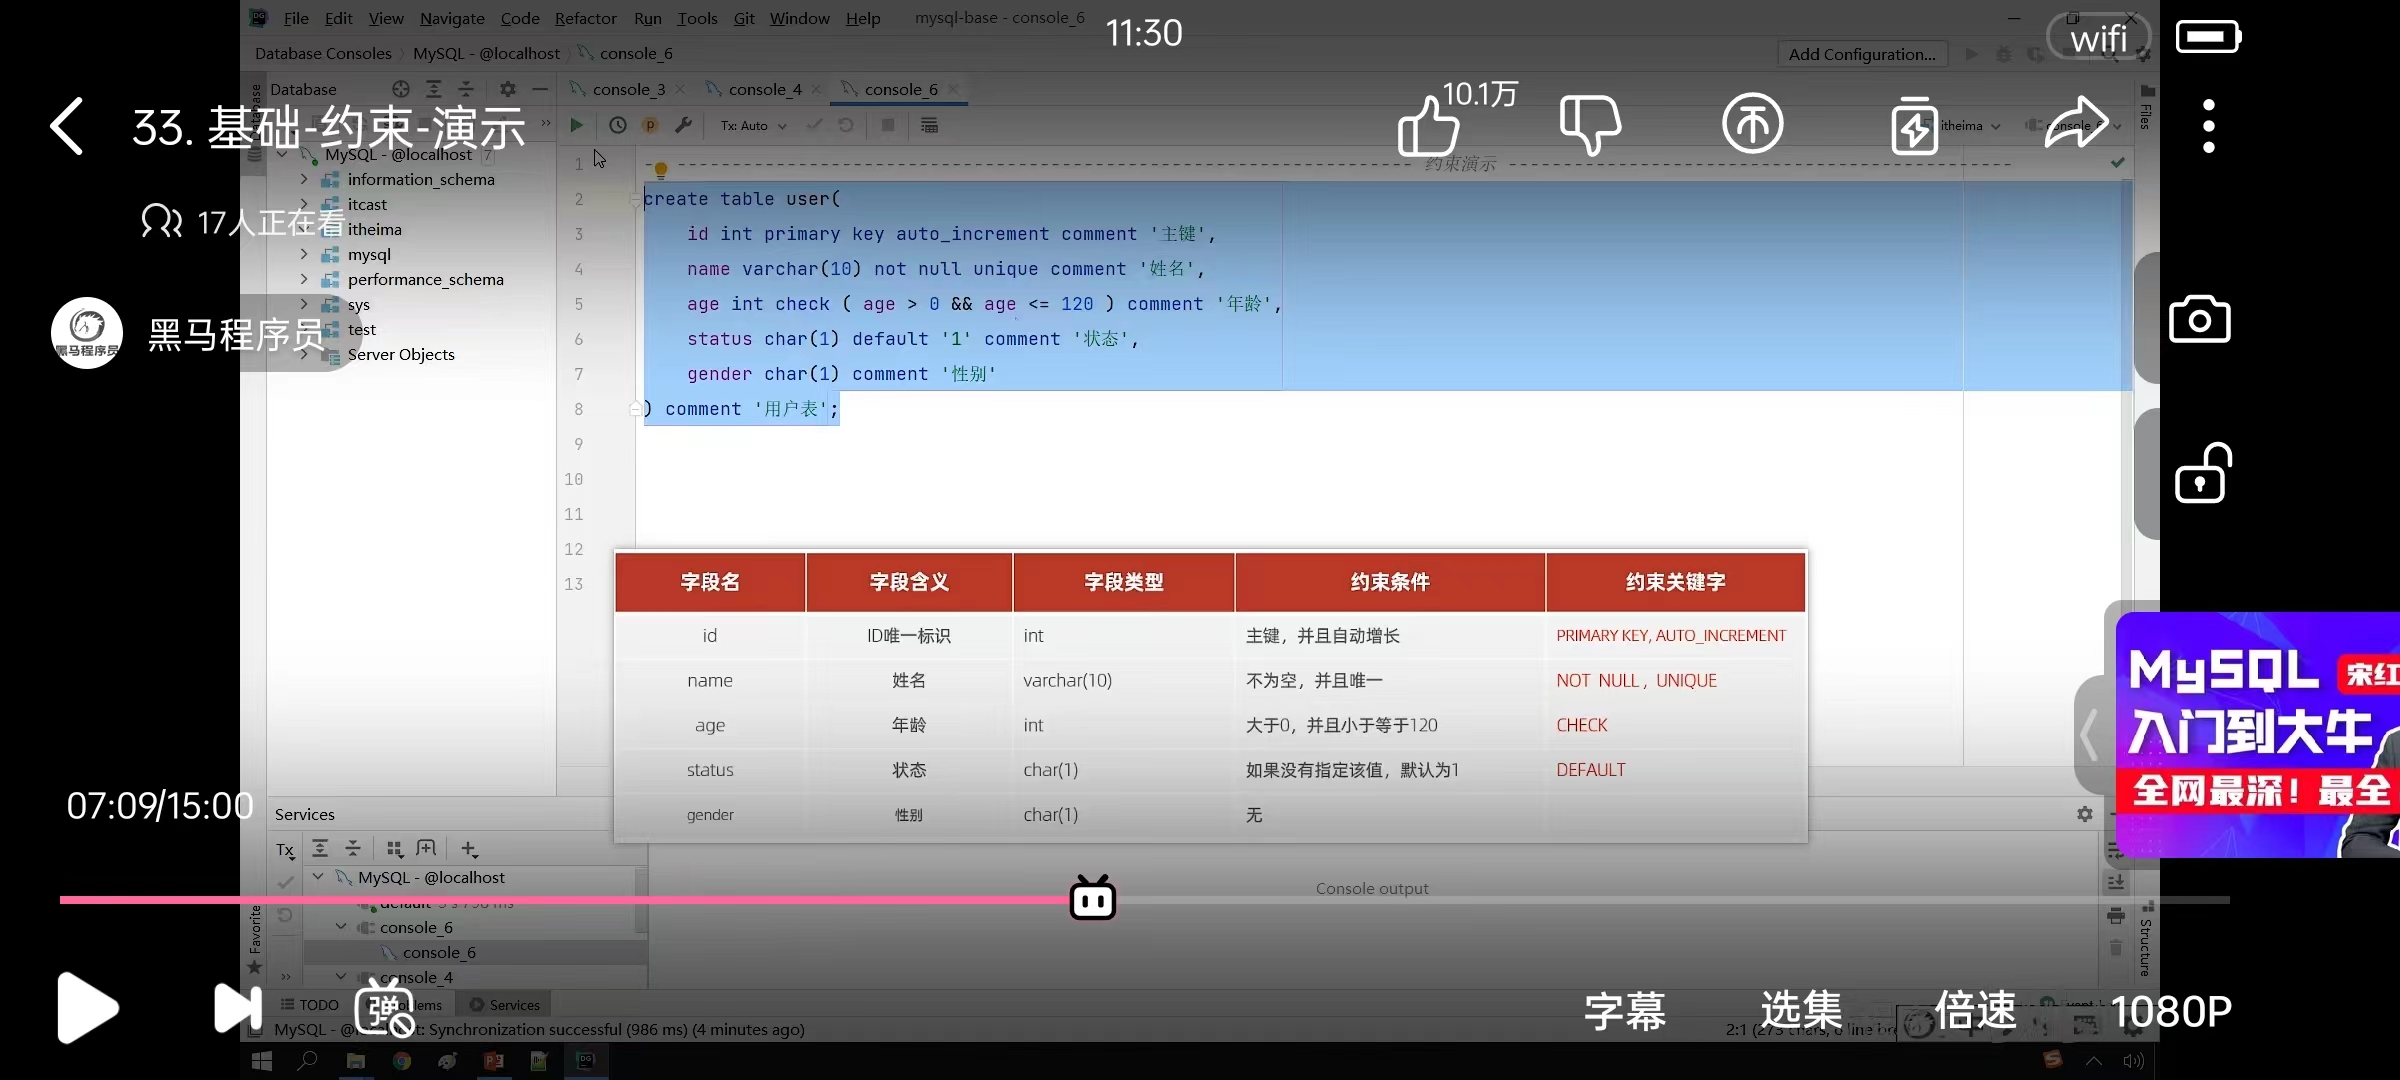 File Edit View Navigate Code Refactor Run Tools Git Window Help mysql-base - console_6
11:30
wifi
Database Consoles MySQL - @localhost console_6
Add Configuration...
Database
console_3 console_4 console_6
10.1万
33. 基础-约束-演示
Tx: Auto
itheima console_6
MySQL - @localhost 7
information_schema
itcast
17人正在看
itheima
mysql
performance_schema
sys
黑马程序员
黑马程序员
test
Server Objects
Database
Files
1 约束演示
2 create table user(
3 id int primary key auto_increment comment '主键',
4 name varchar(10) not null unique comment '姓名',
5 age int check ( age > 0 && age <= 120 ) comment '年龄',
6 status char(1) default '1' comment '状态',
7 gender char(1) comment '性别'
8 ) comment '用户表';
9
10
11
12
13
字段名 字段含义 字段类型 约束条件 约束关键字
id ID唯一标识 int 主键，并且自动增长 PRIMARY KEY, AUTO_INCREMENT
name 姓名 varchar(10) 不为空，并且唯一 NOT NULL , UNIQUE
age 年龄 int 大于0，并且小于等于120 CHECK
status 状态 char(1) 如果没有指定该值，默认为1 DEFAULT
gender 性别 char(1) 无
MySQL 宋红
入门到大牛
全网最深！最全
07:09/15:00
Services
Tx
MySQL - @localhost
default
console_6
console_6
console_4
Console output
Favorite
Structure
TODO Problems Services
弹
字幕 选集 倍速 1080P
MySQL - @localhost: Synchronization successful (986 ms) (4 minutes ago)
2:1